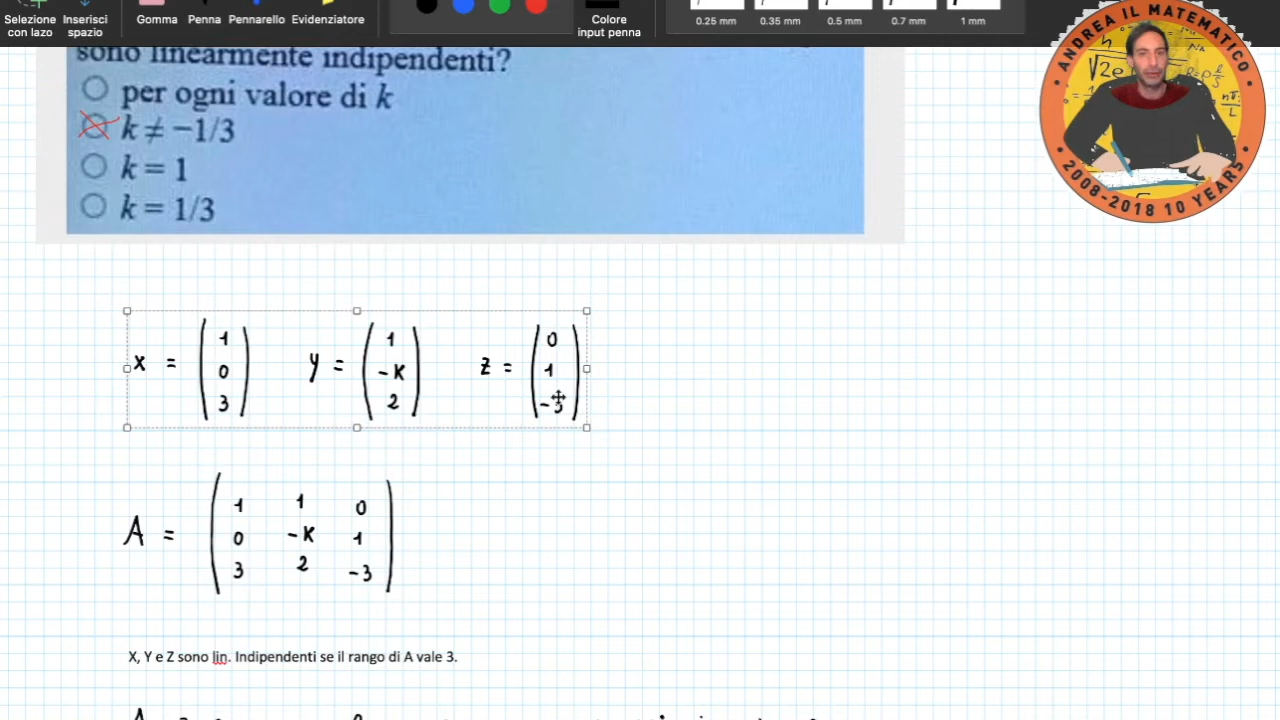 Selezione con lazo
Inserisci spazio
Gomma
Penna
Pennarello
Evidenziatore
Colore input penna
0.25 mm
0.35 mm
0.5 mm
0.7 mm
1 mm
ANDREA IL MATEMATICO
2008-2018 10 YEARS
sono linearmente indipendenti?
per ogni valore di k
k ≠ −1/3
k = 1
k = 1/3
x = (1 0 3) y = (1 -K 2) z = (0 1 -3)
A =
1 1 0
0 -K 1
3 2 -3
X, Y e Z sono lin. Indipendenti se il rango di A vale 3.